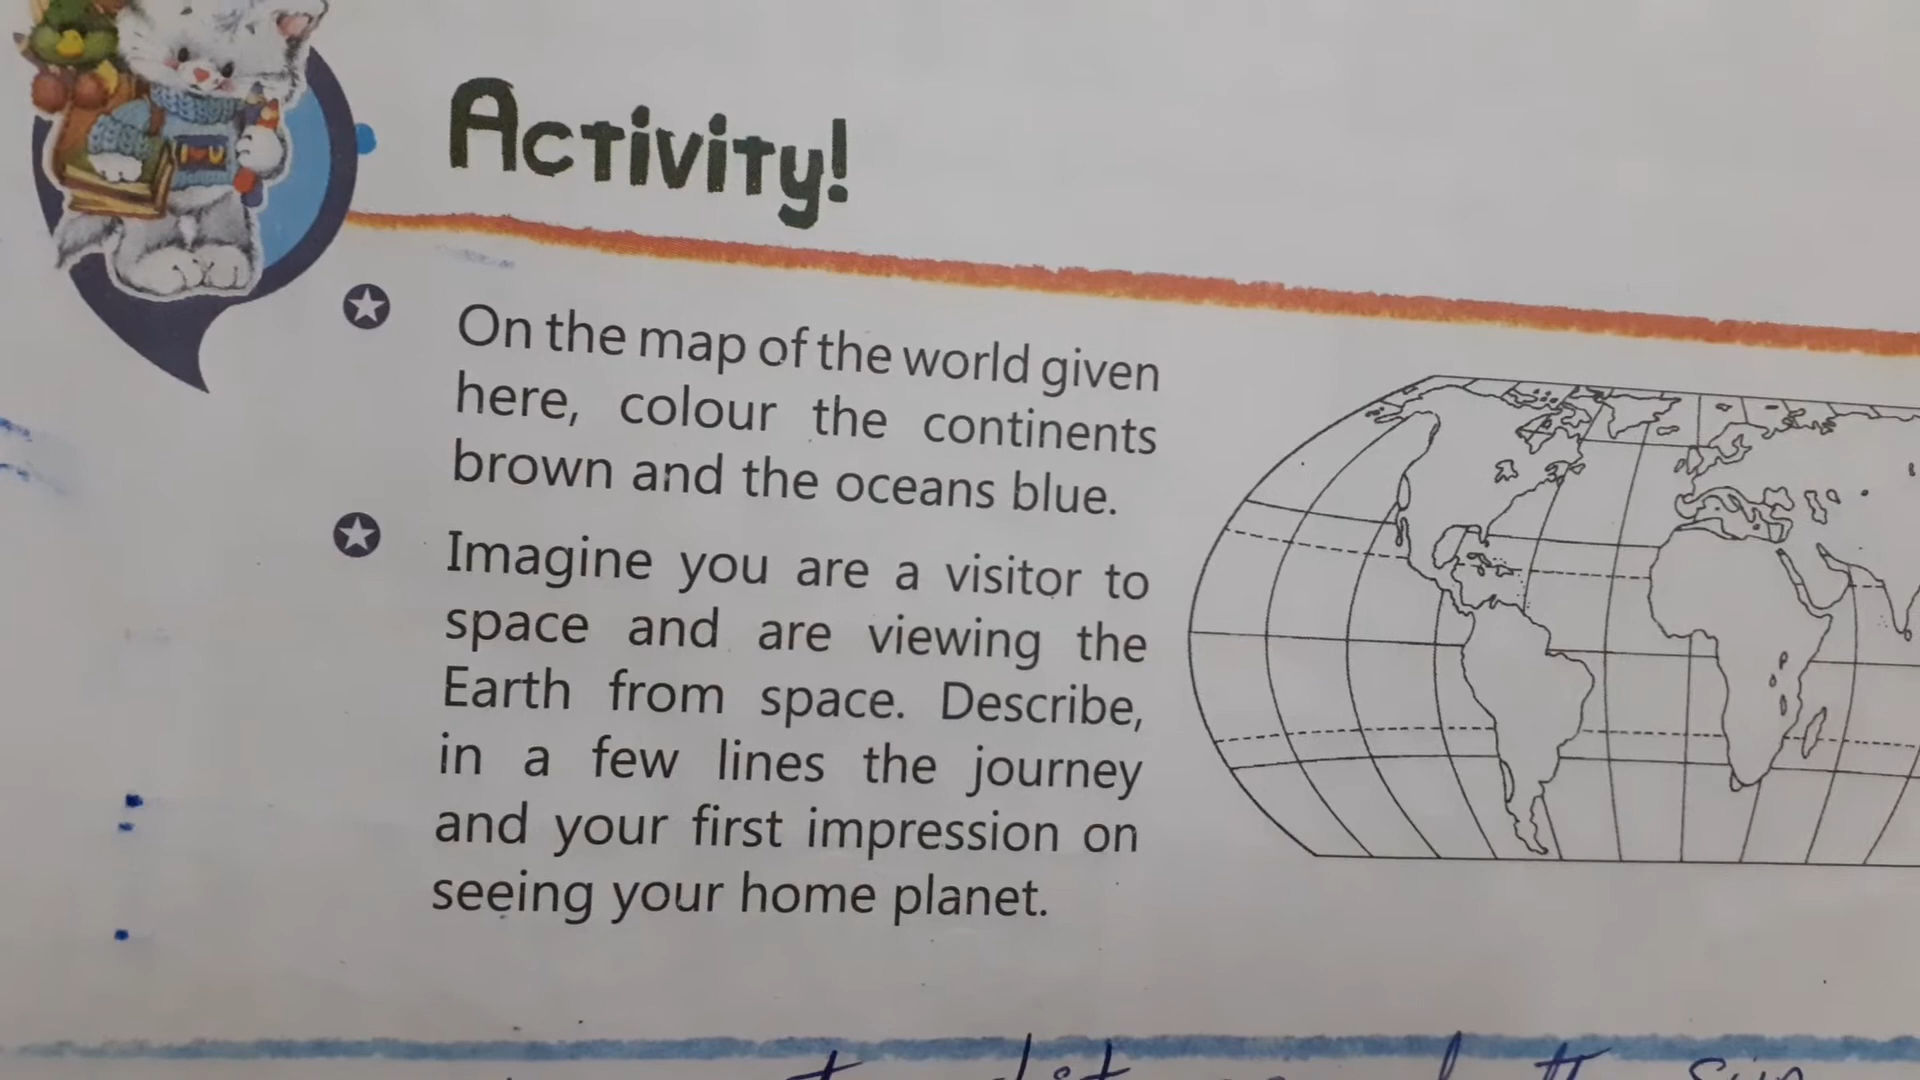 Activity!
On the map of the world given
here, colour the continents
brown and the oceans blue.
Imagine you are a visitor to
space and are viewing the
Earth from space. Describe,
in a few lines the journey
and your first impression on
seeing your home planet.